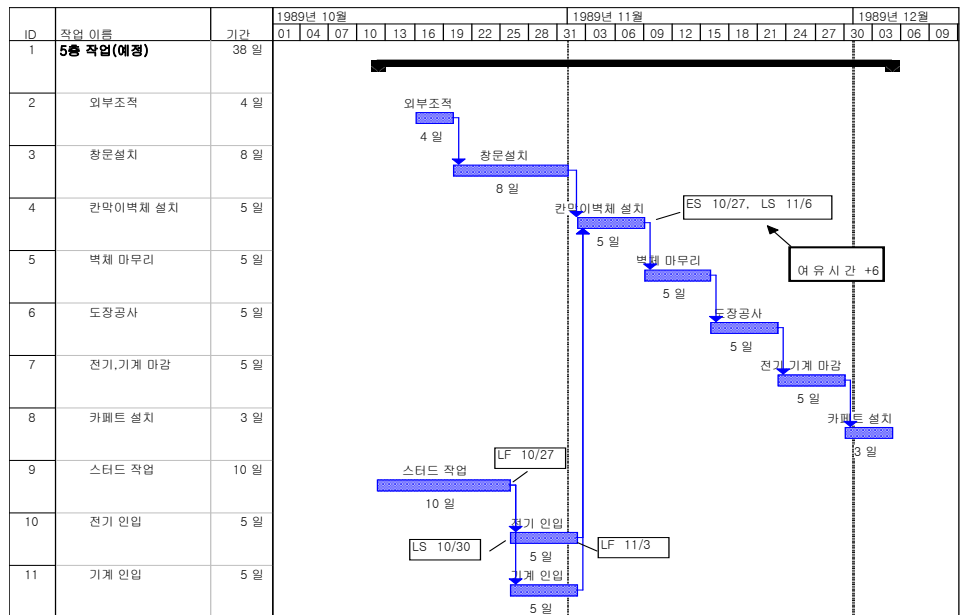 1989년 10월 1989년 11월 1989년 12월
ID 작업 이름 기간 01 04 07 10 13 16 19 22 25 28 31 03 06 09 12 15 18 21 24 27 30 03 06 09
1 5층 작업(예정) 38 일
2 외부조적 4 일
외부조적
4 일
3 창문설치 8 일
창문설치
8 일
4 칸막이벽체 설치 5 일
칸막이벽체 설치
5 일
ES 10/27, LS 11/6
여유시간 +6
5 벽체 마무리 5 일
벽체 마무리
5 일
6 도장공사 5 일
도장공사
5 일
7 전기,기계 마감 5 일
전기,기계 마감
5 일
8 카페트 설치 3 일
카페트 설치
3 일
9 스터드 작업 10 일
스터드 작업
10 일
LF 10/27
10 전기 인입 5 일
전기 인입
5 일
LS 10/30
LF 11/3
11 기계 인입 5 일
기계 인입
5 일